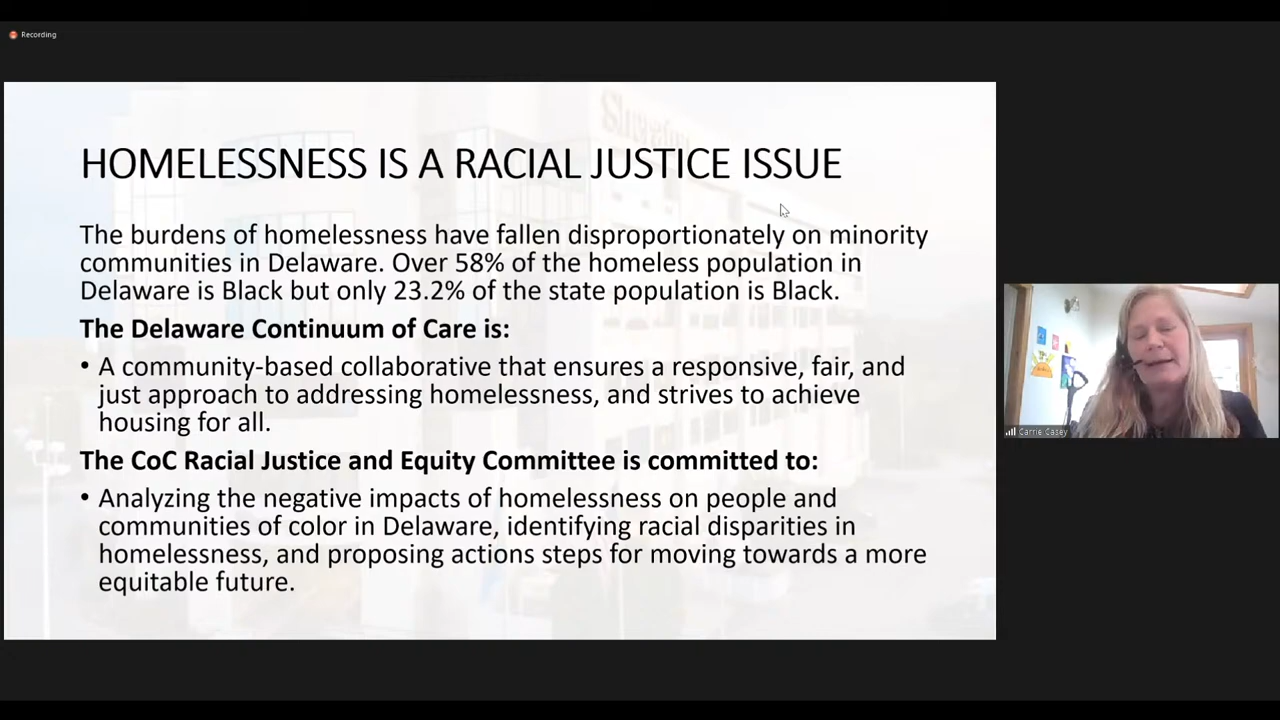 Recording
Sheraton
HOMELESSNESS IS A RACIAL JUSTICE ISSUE
The burdens of homelessness have fallen disproportionately on minority
communities in Delaware. Over 58% of the homeless population in
Delaware is Black but only 23.2% of the state population is Black.
The Delaware Continuum of Care is:
• A community-based collaborative that ensures a responsive, fair, and
just approach to addressing homelessness, and strives to achieve
housing for all.
The CoC Racial Justice and Equity Committee is committed to:
• Analyzing the negative impacts of homelessness on people and
communities of color in Delaware, identifying racial disparities in
homelessness, and proposing actions steps for moving towards a more
equitable future.
Carrie Casey